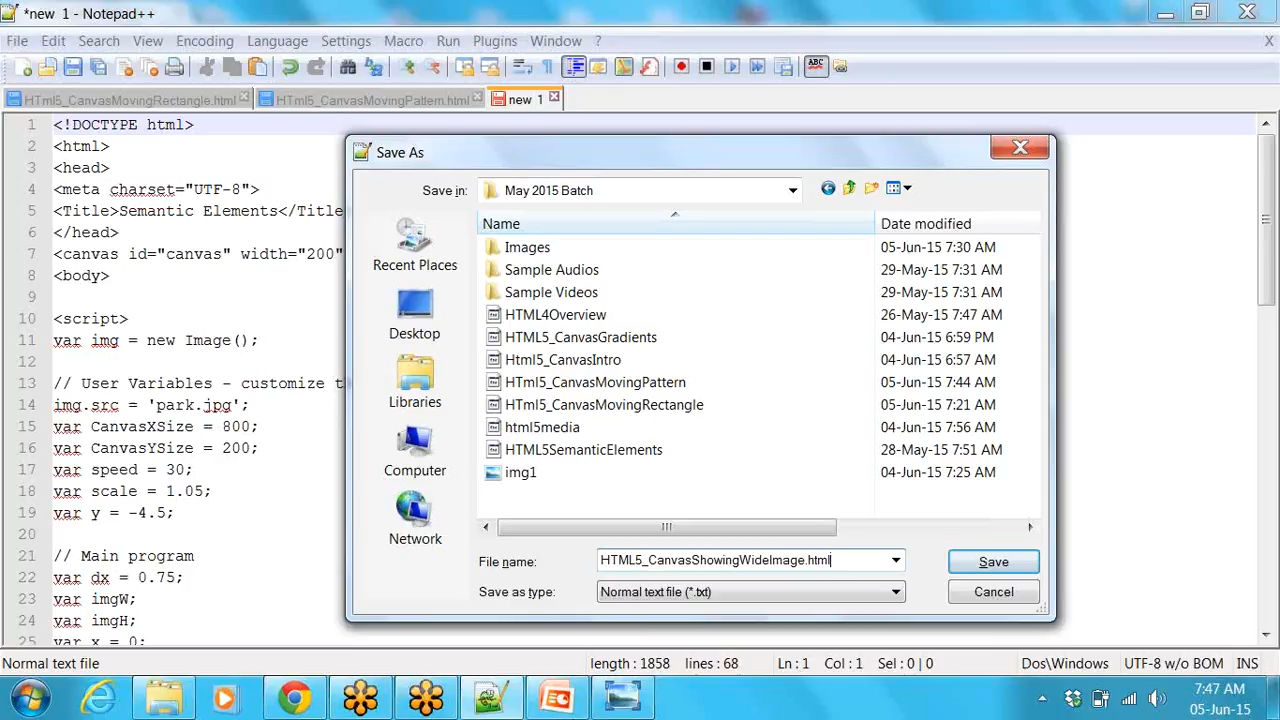 *new  1 - Notepad++
File Edit Search View Encoding Language Settings Macro Run Plugins Window ? X
ABC
HTml5_CanvasMovingRectangle.html HTml5_CanvasMovingPattern.html new 1
1 <!DOCTYPE html>
2 <html>
3 <head>
4 <meta charset="UTF-8">
5 <Title>Semantic Elements</Title
6 </head>
7 <canvas id="canvas" width="200"
8 <body>
9
10 <script>
11 var img = new Image();
12
13 // User Variables - customize t
14 img.src = 'park.jpg';
15 var CanvasXSize = 800;
16 var CanvasYSize = 200;
17 var speed = 30;
18 var scale = 1.05;
19 var y = -4.5;
20
21 // Main program
22 var dx = 0.75;
23 var imgW;
24 var imgH;
25 var x = 0;
Save As
Save in: May 2015 Batch
Recent Places
Desktop
Libraries
Computer
Network
Name Date modified
Images 05-Jun-15 7:30 AM
Sample Audios 29-May-15 7:31 AM
Sample Videos 29-May-15 7:31 AM
HTML4Overview 26-May-15 7:47 AM
HTML5_CanvasGradients 04-Jun-15 6:59 PM
Html5_CanvasIntro 04-Jun-15 6:57 AM
HTml5_CanvasMovingPattern 05-Jun-15 7:44 AM
HTml5_CanvasMovingRectangle 05-Jun-15 7:21 AM
html5media 04-Jun-15 7:56 AM
HTML5SemanticElements 28-May-15 7:51 AM
img1 04-Jun-15 7:25 AM
File name: HTML5_CanvasShowingWideImage.html Save
Save as type: Normal text file (*.txt) Cancel
Normal text file length : 1858 lines : 68 Ln : 1 Col : 1 Sel : 0 | 0 Dos\Windows UTF-8 w/o BOM INS
7:47 AM
05-Jun-15